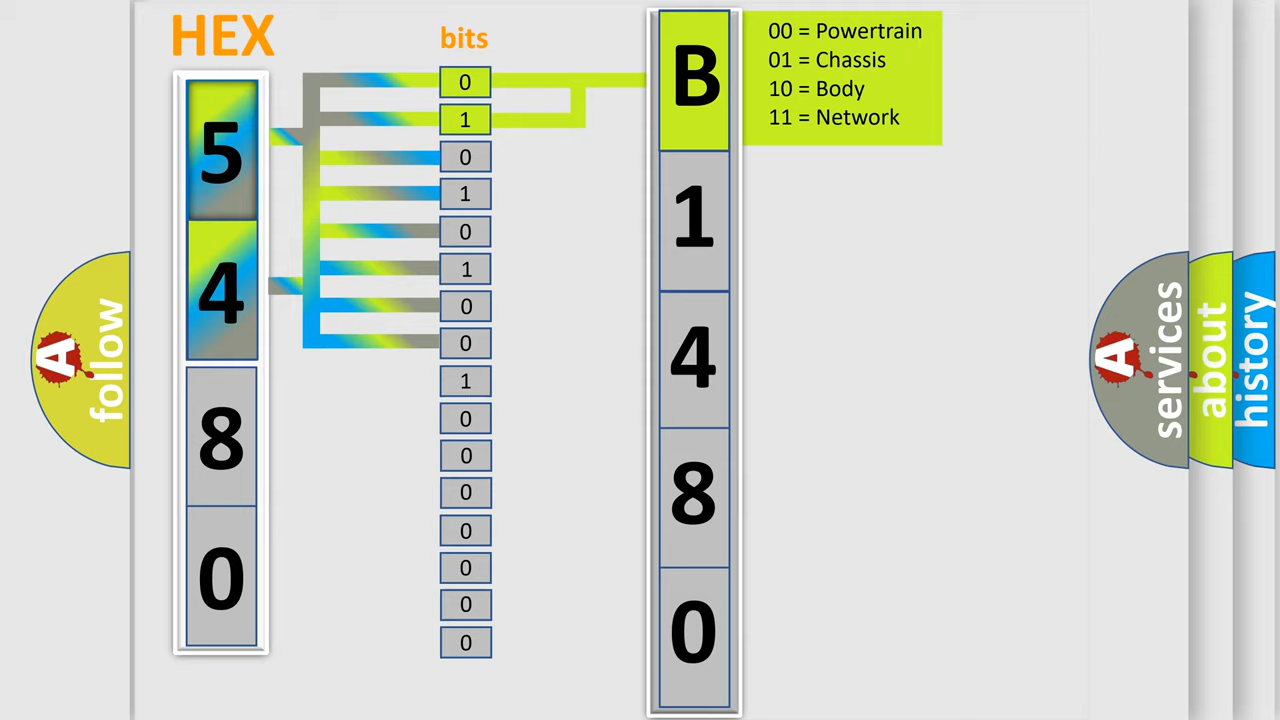 HEX
bits
5
4
8
0
0
1
0
1
0
1
0
0
1
0
0
0
0
0
0
0
B
1
4
8
0
00 = Powertrain
01 = Chassis
10 = Body
11 = Network
A
follow
A
services
about
history